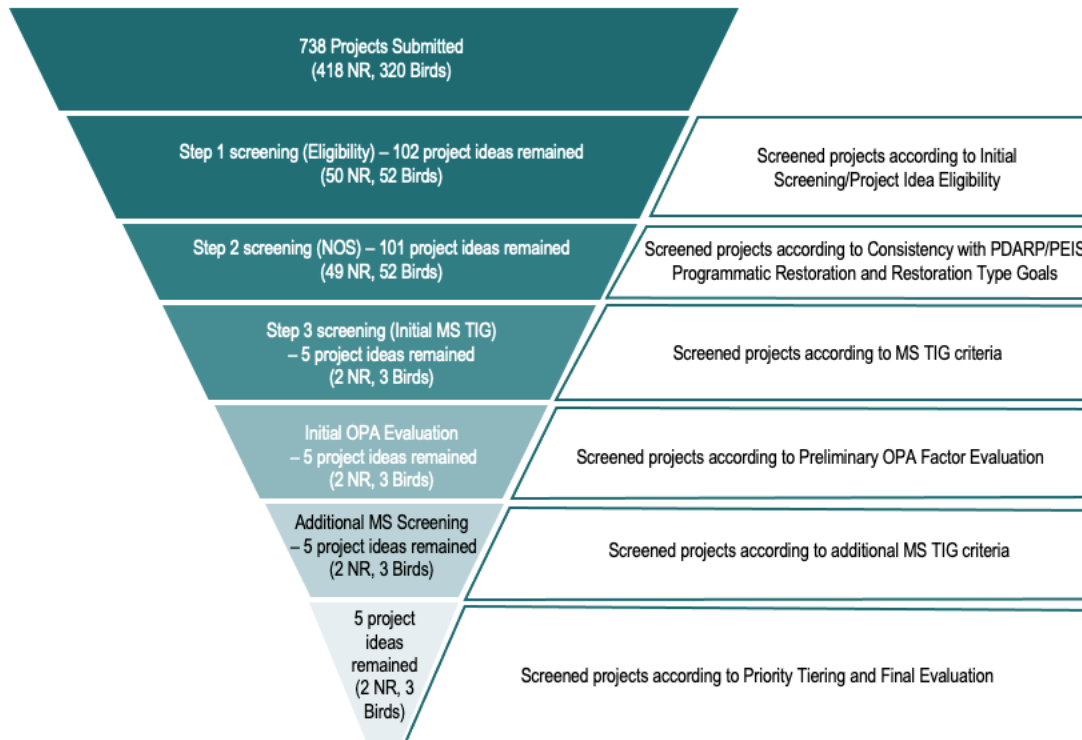 738 Projects Submitted
(418 NR, 320 Birds)
Step 1 screening (Eligibility) – 102 project ideas remained
(50 NR, 52 Birds)
Screened projects according to Initial
Screening/Project Idea Eligibility
Step 2 screening (NOS) – 101 project ideas remained
(49 NR, 52 Birds)
Screened projects according to Consistency with PDARP/PEIS
Programmatic Restoration and Restoration Type Goals
Step 3 screening (Initial MS TIG)
– 5 project ideas remained
(2 NR, 3 Birds)
Screened projects according to MS TIG criteria
Initial OPA Evaluation
– 5 project ideas remained
(2 NR, 3 Birds)
Screened projects according to Preliminary OPA Factor Evaluation
Additional MS Screening
– 5 project ideas remained
(2 NR, 3 Birds)
Screened projects according to additional MS TIG criteria
5 project
ideas
remained
(2 NR, 3
Birds)
Screened projects according to Priority Tiering and Final Evaluation